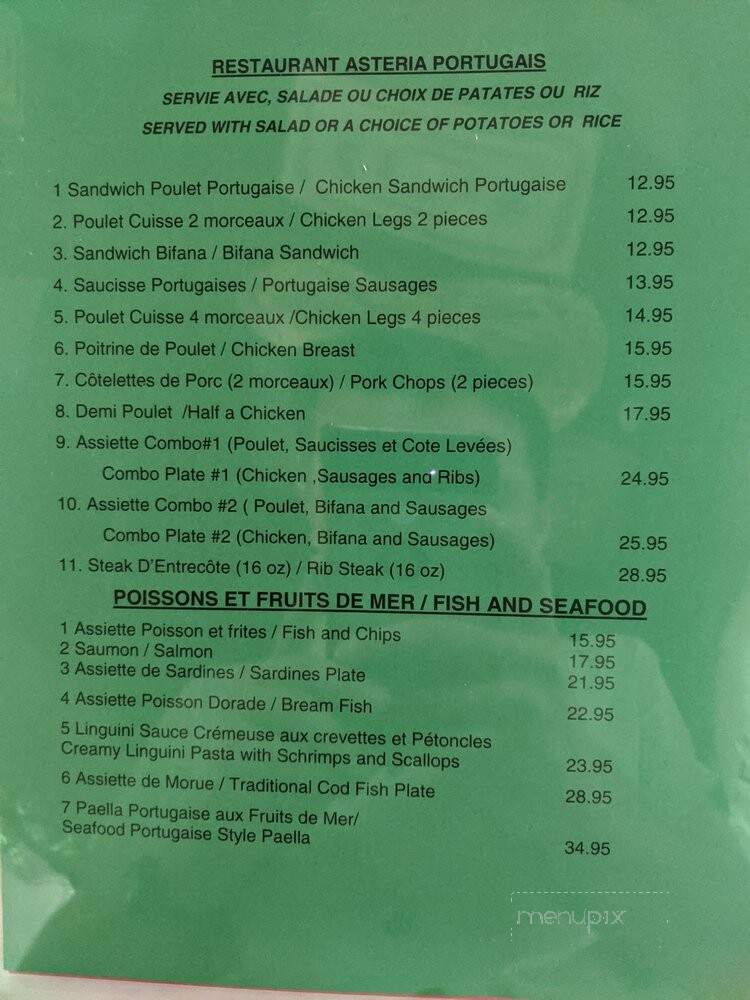 RESTAURANT ASTERIA PORTUGAIS
SERVIE AVEC, SALADE OU CHOIX DE PATATES OU RIZ
SERVED WITH SALAD OR A CHOICE OF POTATOES OR RICE
1 Sandwich Poulet Portugaise / Chicken Sandwich Portugaise 12.95
2. Poulet Cuisse 2 morceaux / Chicken Legs 2 pieces 12.95
3. Sandwich Bifana / Bifana Sandwich 12.95
4. Saucisse Portugaises / Portugaise Sausages 13.95
5. Poulet Cuisse 4 morceaux /Chicken Legs 4 pieces 14.95
6. Poitrine de Poulet / Chicken Breast 15.95
7. Côtelettes de Porc (2 morceaux) / Pork Chops (2 pieces) 15.95
8. Demi Poulet /Half a Chicken 17.95
9. Assiette Combo#1 (Poulet, Saucisses et Cote Levées)
Combo Plate #1 (Chicken ,Sausages and Ribs) 24.95
10. Assiette Combo #2 ( Poulet, Bifana and Sausages
Combo Plate #2 (Chicken, Bifana and Sausages) 25.95
11. Steak D'Entrecôte (16 oz) / Rib Steak (16 oz) 28.95
POISSONS ET FRUITS DE MER / FISH AND SEAFOOD
1 Assiette Poisson et frites / Fish and Chips 15.95
2 Saumon / Salmon 17.95
3 Assiette de Sardines / Sardines Plate 21.95
4 Assiette Poisson Dorade / Bream Fish 22.95
5 Linguini Sauce Crémeuse aux crevettes et Pétoncles
Creamy Linguini Pasta with Schrimps and Scallops 23.95
6 Assiette de Morue / Traditional Cod Fish Plate 28.95
7 Paella Portugaise aux Fruits de Mer/
Seafood Portugaise Style Paella 34.95
menupix